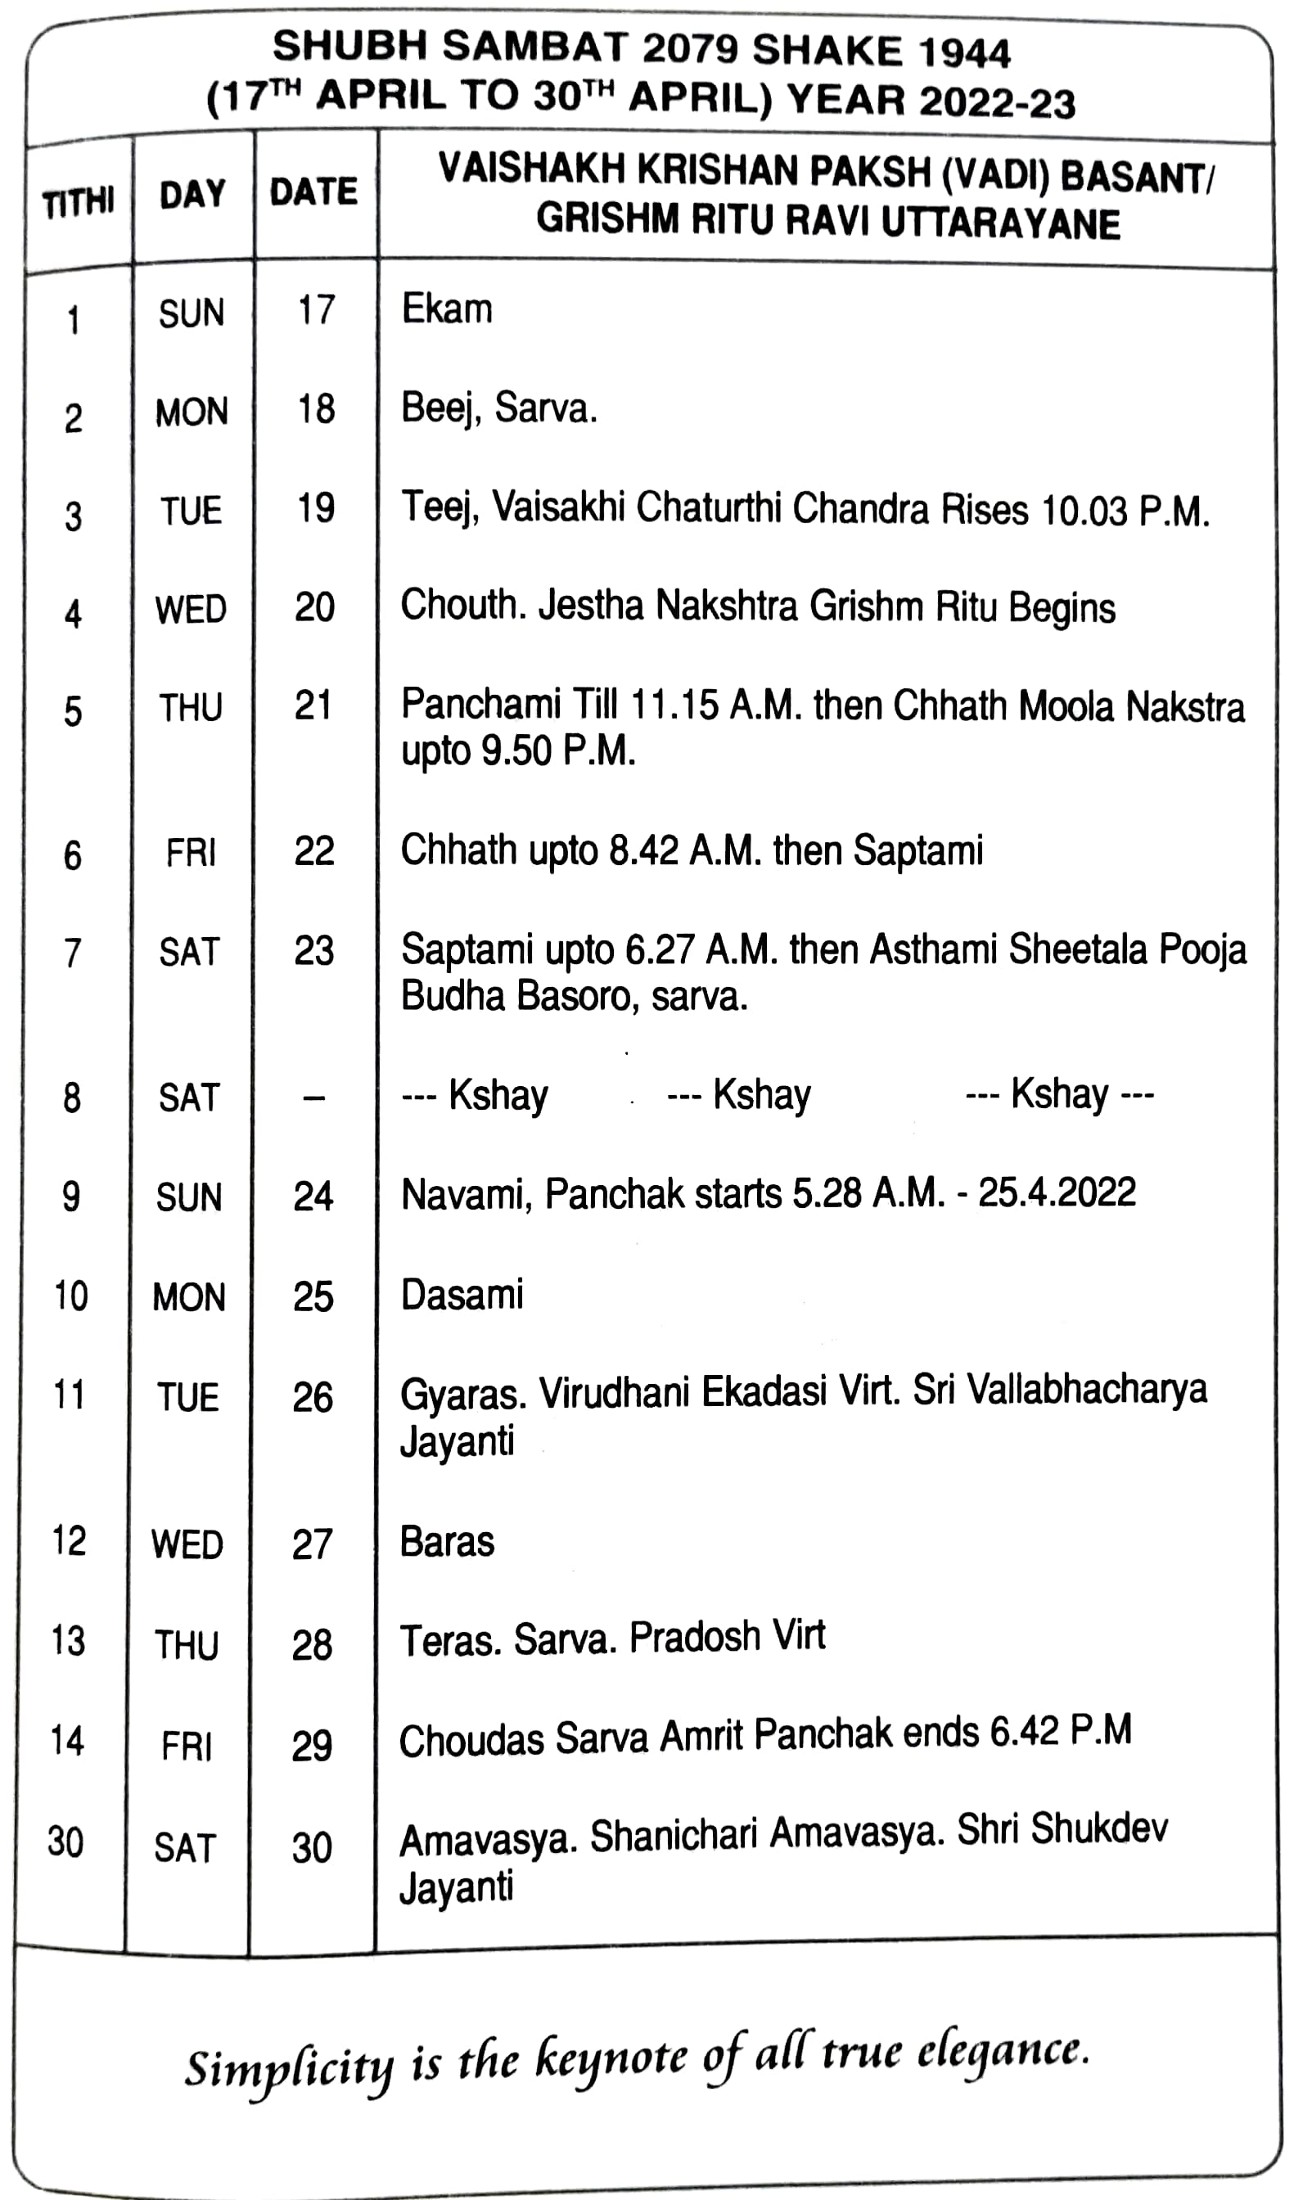 SHUBH SAMBAT 2079 SHAKE 1944
(17TH APRIL TO 30TH APRIL) YEAR 2022-23
TITHI DAY DATE VAISHAKH KRISHAN PAKSH (VADI) BASANT/
GRISHM RITU RAVI UTTARAYANE
1 SUN 17 Ekam
2 MON 18 Beej, Sarva.
3 TUE 19 Teej, Vaisakhi Chaturthi Chandra Rises 10.03 P.M.
4 WED 20 Chouth. Jestha Nakshtra Grishm Ritu Begins
5 THU 21 Panchami Till 11.15 A.M. then Chhath Moola Nakstra
upto 9.50 P.M.
6 FRI 22 Chhath upto 8.42 A.M. then Saptami
7 SAT 23 Saptami upto 6.27 A.M. then Asthami Sheetala Pooja
Budha Basoro, sarva.
8 SAT – --- Kshay --- Kshay --- Kshay ---
9 SUN 24 Navami, Panchak starts 5.28 A.M. - 25.4.2022
10 MON 25 Dasami
11 TUE 26 Gyaras. Virudhani Ekadasi Virt. Sri Vallabhacharya
Jayanti
12 WED 27 Baras
13 THU 28 Teras. Sarva. Pradosh Virt
14 FRI 29 Choudas Sarva Amrit Panchak ends 6.42 P.M
30 SAT 30 Amavasya. Shanichari Amavasya. Shri Shukdev
Jayanti
Simplicity is the keynote of all true elegance.